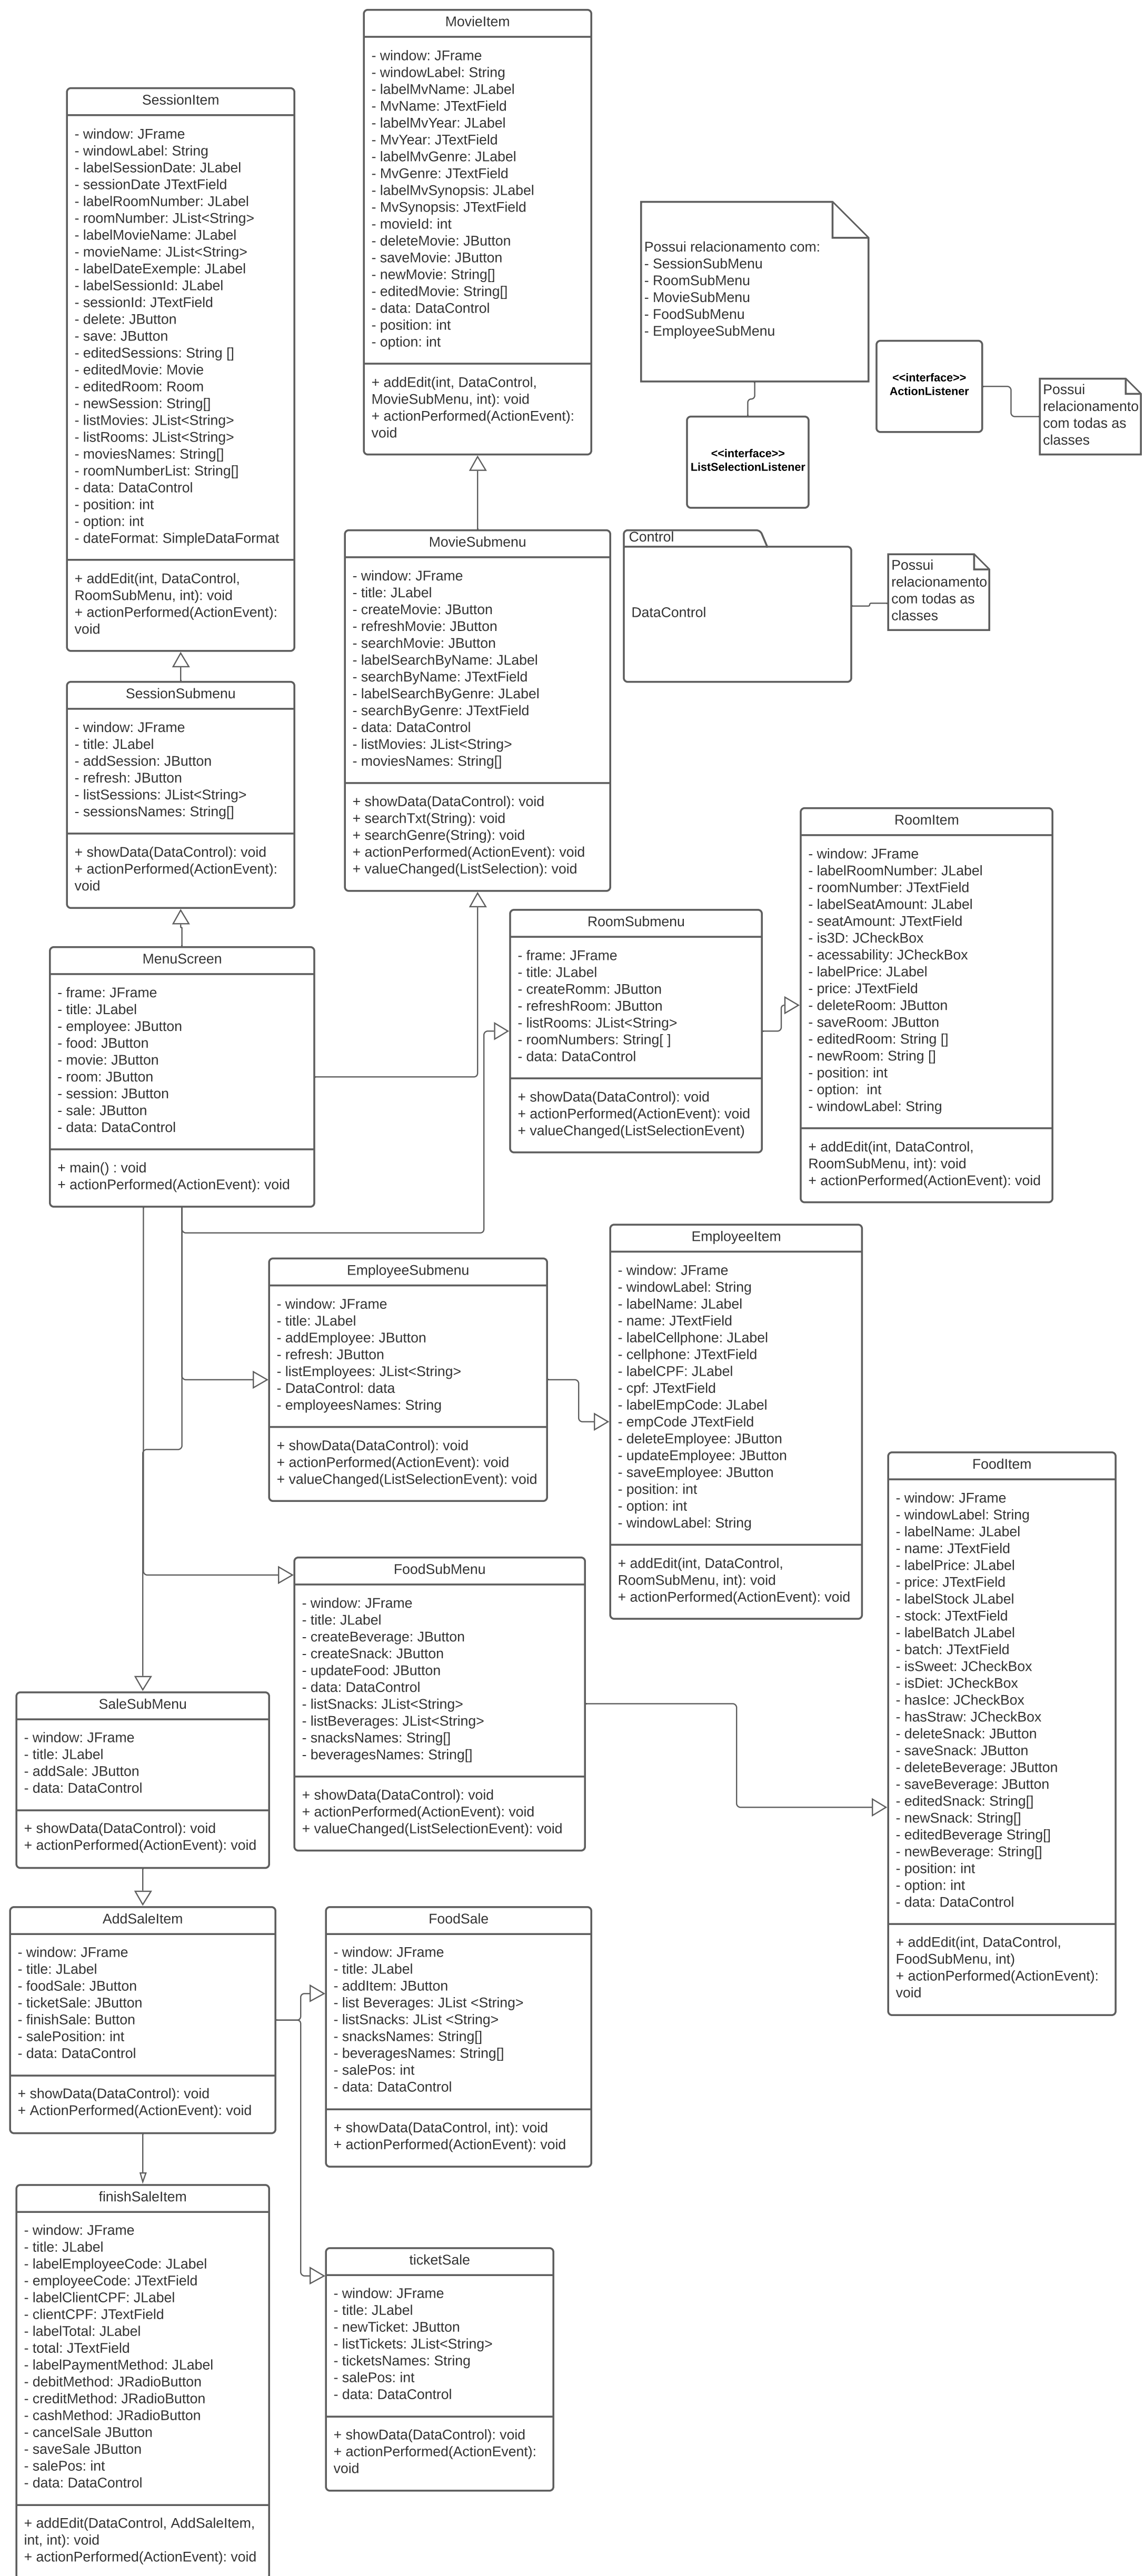 MovieItem
- window: JFrame
- windowLabel: String
- labelMvName: JLabel
- MvName: JTextField
- labelMvYear: JLabel
- MvYear: JTextField
- labelMvGenre: JLabel
- MvGenre: JTextField
- labelMvSynopsis: JLabel
- MvSynopsis: JTextField
- movieId: int
- deleteMovie: JButton
- saveMovie: JButton
- newMovie: String[]
- editedMovie: String[]
- data: DataControl
- position: int
- option: int
+ addEdit(int, DataControl,
MovieSubMenu, int): void
+ actionPerformed(ActionEvent):
void
SessionItem
- window: JFrame
- windowLabel: String
- labelSessionDate: JLabel
- sessionDate JTextField
- labelRoomNumber: JLabel
- roomNumber: JList<String>
- labelMovieName: JLabel
- movieName: JList<String>
- labelDateExemple: JLabel
- labelSessionId: JLabel
- sessionId: JTextField
- delete: JButton
- save: JButton
- editedSessions: String []
- editedMovie: Movie
- editedRoom: Room
- newSession: String[]
- listMovies: JList<String>
- listRooms: JList<String>
- moviesNames: String[]
- roomNumberList: String[]
- data: DataControl
- position: int
- option: int
- dateFormat: SimpleDataFormat
+ addEdit(int, DataControl,
RoomSubMenu, int): void
+ actionPerformed(ActionEvent):
void
Possui relacionamento com:
- SessionSubMenu
- RoomSubMenu
- MovieSubMenu
- FoodSubMenu
- EmployeeSubMenu
<<interface>>
ActionListener
Possui
relacionamento
com todas as
classes
<<interface>>
ListSelectionListener
MovieSubmenu
- window: JFrame
- title: JLabel
- createMovie: JButton
- refreshMovie: JButton
- searchMovie: JButton
- labelSearchByName: JLabel
- searchByName: JTextField
- labelSearchByGenre: JLabel
- searchByGenre: JTextField
- data: DataControl
- listMovies: JList<String>
- moviesNames: String[]
+ showData(DataControl): void
+ searchTxt(String): void
+ searchGenre(String): void
+ actionPerformed(ActionEvent): void
+ valueChanged(ListSelection): void
Control
DataControl
Possui
relacionamento
com todas as
classes
SessionSubmenu
- window: JFrame
- title: JLabel
- addSession: JButton
- refresh: JButton
- listSessions: JList<String>
- sessionsNames: String[]
+ showData(DataControl): void
+ actionPerformed(ActionEvent):
void
RoomItem
- window: JFrame
- labelRoomNumber: JLabel
- roomNumber: JTextField
- labelSeatAmount: JLabel
- seatAmount: JTextField
- is3D: JCheckBox
- acessability: JCheckBox
- labelPrice: JLabel
- price: JTextField
- deleteRoom: JButton
- saveRoom: JButton
- editedRoom: String []
- newRoom: String []
- position: int
- option:  int
- windowLabel: String
+ addEdit(int, DataControl,
RoomSubMenu, int): void
+ actionPerformed(ActionEvent): void
RoomSubmenu
- frame: JFrame
- title: JLabel
- createRomm: JButton
- refreshRoom: JButton
- listRooms: JList<String>
- roomNumbers: String[ ]
- data: DataControl
+ showData(DataControl): void
+ actionPerformed(ActionEvent): void
+ valueChanged(ListSelectionEvent)
MenuScreen
- frame: JFrame
- title: JLabel
- employee: JButton
- food: JButton
- movie: JButton
- room: JButton
- session: JButton
- sale: JButton
- data: DataControl
+ main() : void
+ actionPerformed(ActionEvent): void
EmployeeItem
- window: JFrame
- windowLabel: String
- labelName: JLabel
- name: JTextField
- labelCellphone: JLabel
- cellphone: JTextField
- labelCPF: JLabel
- cpf: JTextField
- labelEmpCode: JLabel
- empCode JTextField
- deleteEmployee: JButton
- updateEmployee: JButton
- saveEmployee: JButton
- position: int
- option: int
- windowLabel: String
+ addEdit(int, DataControl,
RoomSubMenu, int): void
+ actionPerformed(ActionEvent): void
EmployeeSubmenu
- window: JFrame
- title: JLabel
- addEmployee: JButton
- refresh: JButton
- listEmployees: JList<String>
- DataControl: data
- employeesNames: String
+ showData(DataControl): void
+ actionPerformed(ActionEvent): void
+ valueChanged(ListSelectionEvent): void
FoodItem
- window: JFrame
- windowLabel: String
- labelName: JLabel
- name: JTextField
- labelPrice: JLabel
- price: JTextField
- labelStock JLabel
- stock: JTextField
- labelBatch JLabel
- batch: JTextField
- isSweet: JCheckBox
- isDiet: JCheckBox
- hasIce: JCheckBox
- hasStraw: JCheckBox
- deleteSnack: JButton
- saveSnack: JButton
- deleteBeverage: JButton
- saveBeverage: JButton
- editedSnack: String[]
- newSnack: String[]
- editedBeverage String[]
- newBeverage: String[]
- position: int
- option: int
- data: DataControl
+ addEdit(int, DataControl,
FoodSubMenu, int)
+ actionPerformed(ActionEvent):
void
FoodSubMenu
- window: JFrame
- title: JLabel
- createBeverage: JButton
- createSnack: JButton
- updateFood: JButton
- data: DataControl
- listSnacks: JList<String>
- listBeverages: JList<String>
- snacksNames: String[]
- beveragesNames: String[]
+ showData(DataControl): void
+ actionPerformed(ActionEvent): void
+ valueChanged(ListSelectionEvent): void
SaleSubMenu
- window: JFrame
- title: JLabel
- addSale: JButton
- data: DataControl
+ showData(DataControl): void
+ actionPerformed(ActionEvent): void
AddSaleItem
- window: JFrame
- title: JLabel
- foodSale: JButton
- ticketSale: JButton
- finishSale: Button
- salePosition: int
- data: DataControl
+ showData(DataControl): void
+ ActionPerformed(ActionEvent): void
FoodSale
- window: JFrame
- title: JLabel
- addItem: JButton
- list Beverages: JList <String>
- listSnacks: JList <String>
- snacksNames: String[]
- beveragesNames: String[]
- salePos: int
- data: DataControl
+ showData(DataControl, int): void
+ actionPerformed(ActionEvent): void
finishSaleItem
- window: JFrame
- title: JLabel
- labelEmployeeCode: JLabel
- employeeCode: JTextField
- labelClientCPF: JLabel
- clientCPF: JTextField
- labelTotal: JLabel
- total: JTextField
- labelPaymentMethod: JLabel
- debitMethod: JRadioButton
- creditMethod: JRadioButton
- cashMethod: JRadioButton
- cancelSale JButton
- saveSale JButton
- salePos: int
- data: DataControl
+ addEdit(DataControl, AddSaleItem,
int, int): void
+ actionPerformed(ActionEvent): void
ticketSale
- window: JFrame
- title: JLabel
- newTicket: JButton
- listTickets: JList<String>
- ticketsNames: String
- salePos: int
- data: DataControl
+ showData(DataControl): void
+ actionPerformed(ActionEvent):
void